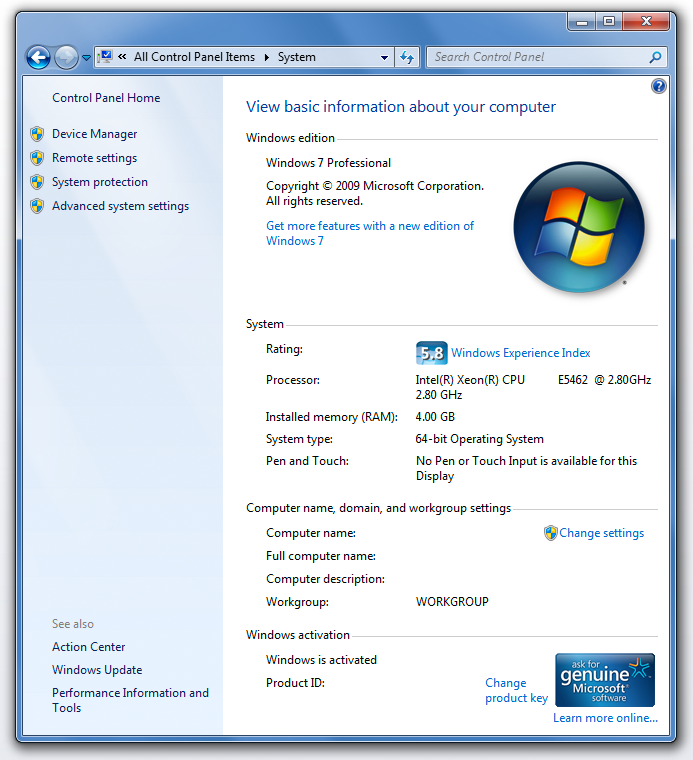 « All Control Panel Items ▸ System
Search Control Panel
Control Panel Home
Device Manager
Remote settings
System protection
Advanced system settings
See also
Action Center
Windows Update
Performance Information and
Tools
View basic information about your computer
Windows edition
Windows 7 Professional
Copyright © 2009 Microsoft Corporation.
All rights reserved.
Get more features with a new edition of
Windows 7
System
Rating: 5.8 Windows Experience Index
Processor: Intel(R) Xeon(R) CPU E5462 @ 2.80GHz
2.80 GHz
Installed memory (RAM): 4.00 GB
System type: 64-bit Operating System
Pen and Touch: No Pen or Touch Input is available for this
Display
Computer name, domain, and workgroup settings
Computer name: Change settings
Full computer name:
Computer description:
Workgroup: WORKGROUP
Windows activation
Windows is activated
Product ID: Change
product key
ask for
genuine
Microsoft®
software
Learn more online...